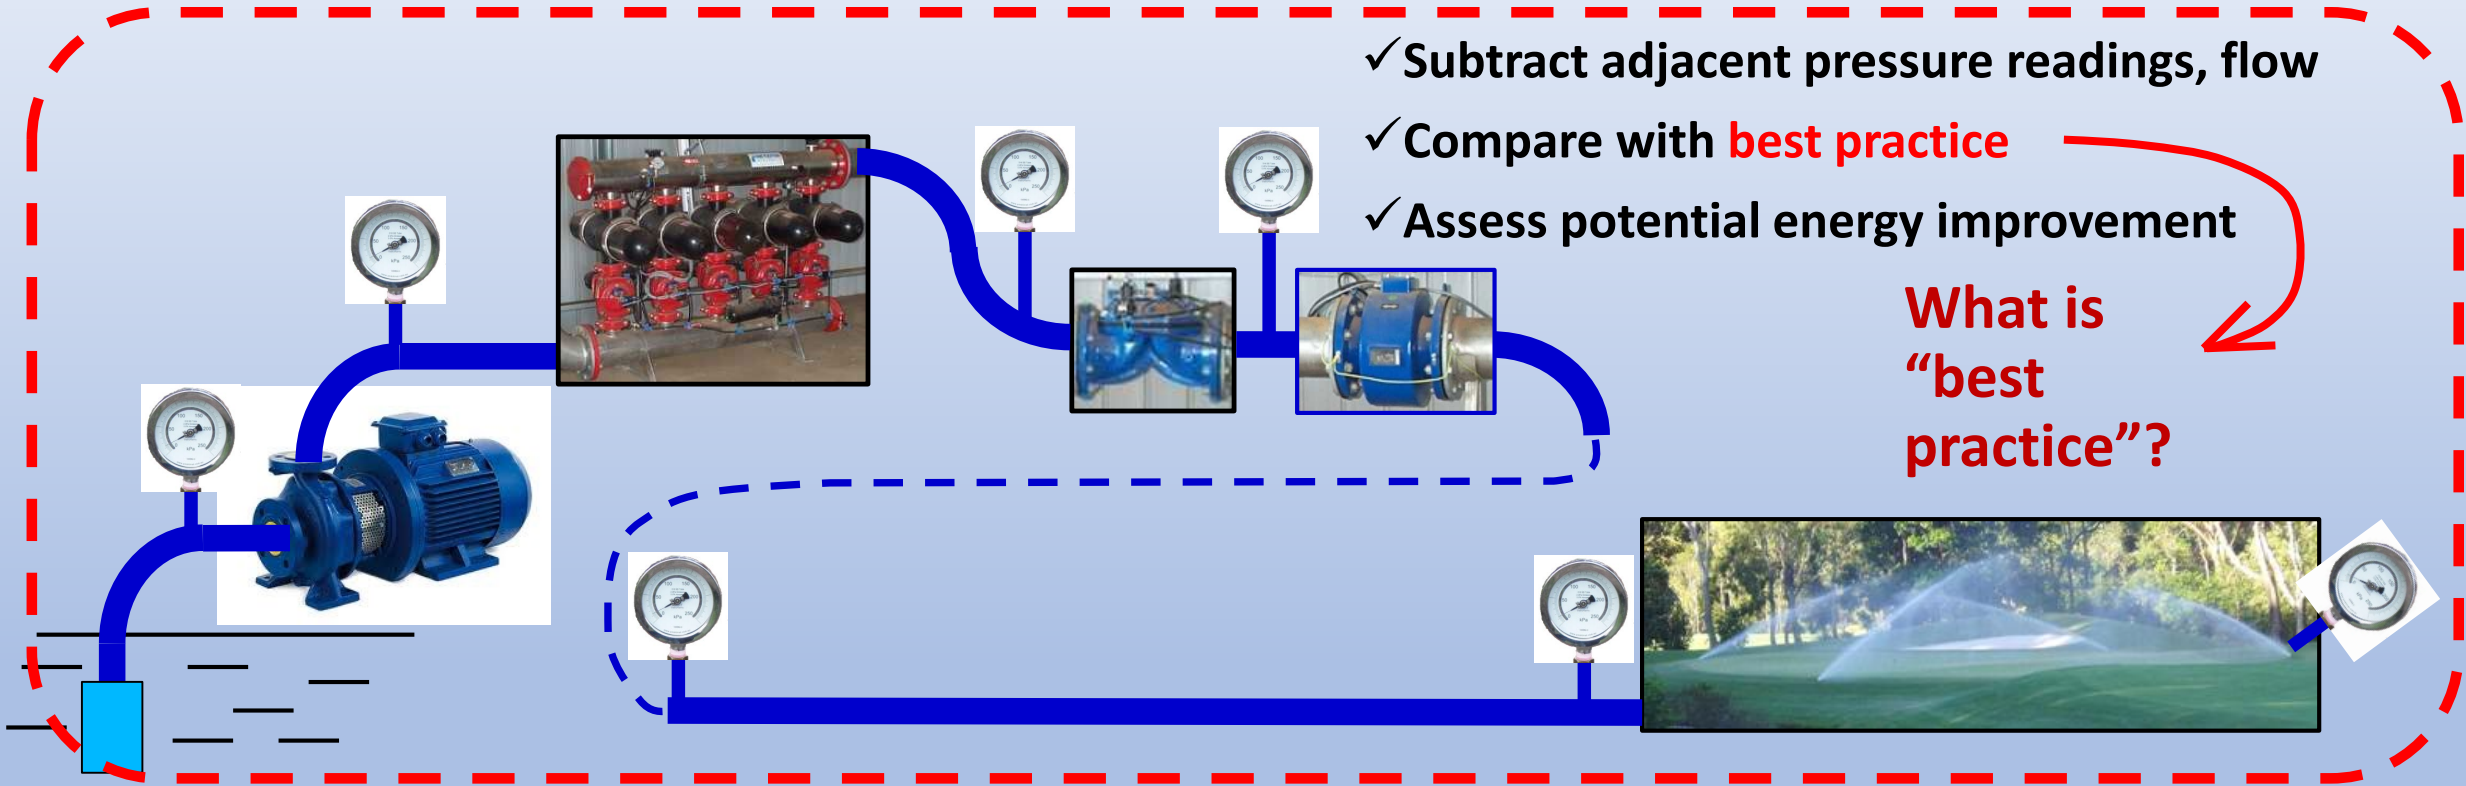 ✓Subtract adjacent pressure readings, flow
✓Compare with best practice
✓Assess potential energy improvement
What is
“best
practice”?